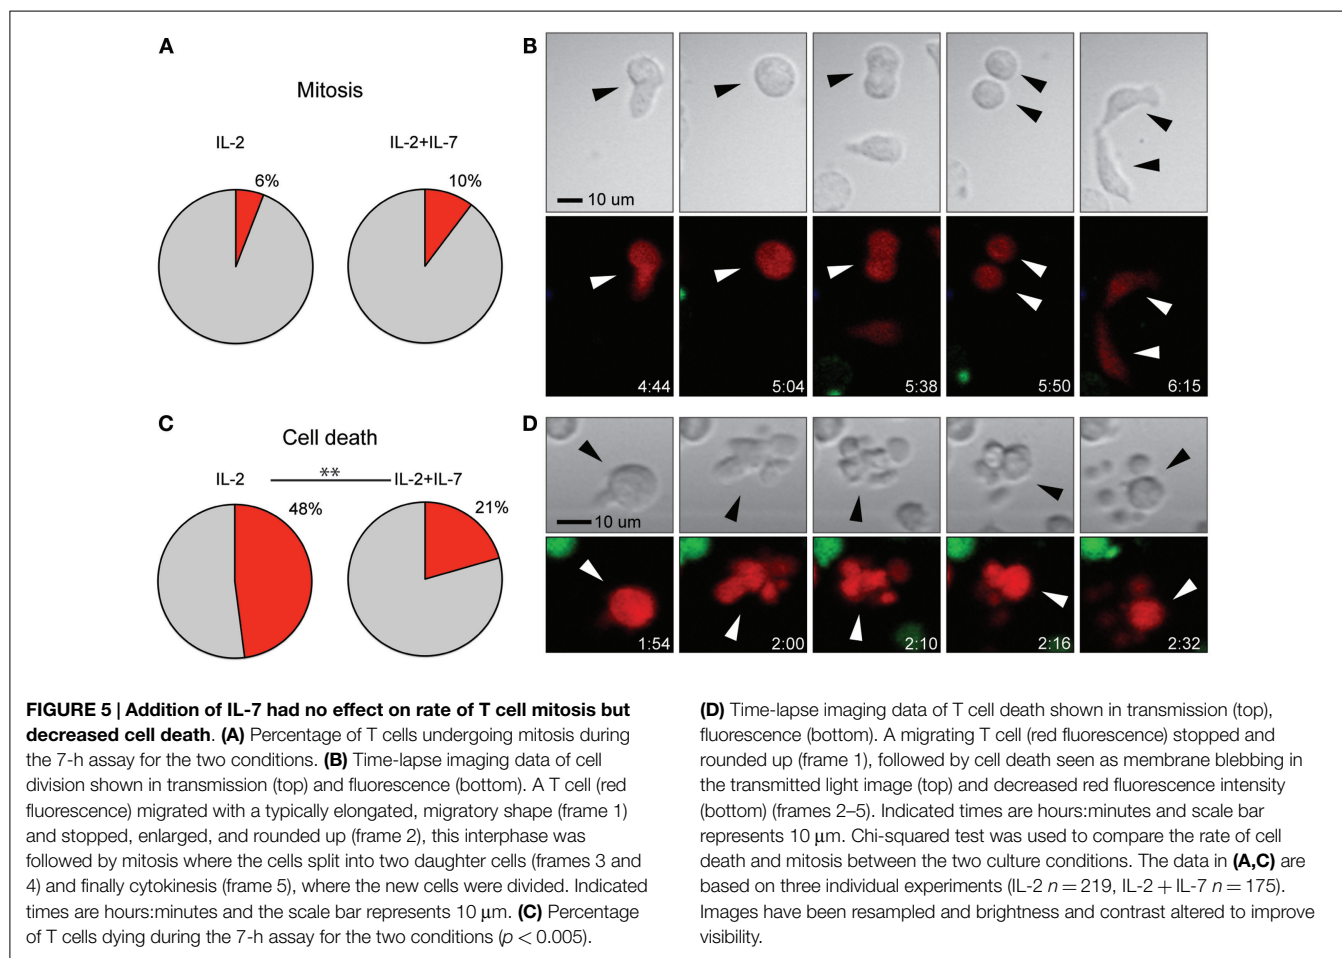 A
Mitosis
IL-2
IL-2+IL-7
6%
10%
B
10 um
4:44
5:04
5:38
5:50
6:15
C
Cell death
IL-2
**
IL-2+IL-7
48%
21%
D
10 um
1:54
2:00
2:10
2:16
2:32
FIGURE 5 | Addition of IL-7 had no effect on rate of T cell mitosis but
decreased cell death. (A) Percentage of T cells undergoing mitosis during
the 7-h assay for the two conditions. (B) Time-lapse imaging data of cell
division shown in transmission (top) and fluorescence (bottom). A T cell (red
fluorescence) migrated with a typically elongated, migratory shape (frame 1)
and stopped, enlarged, and rounded up (frame 2), this interphase was
followed by mitosis where the cells split into two daughter cells (frames 3 and
4) and finally cytokinesis (frame 5), where the new cells were divided. Indicated
times are hours:minutes and the scale bar represents 10 μm. (C) Percentage
of T cells dying during the 7-h assay for the two conditions (p < 0.005).
(D) Time-lapse imaging data of T cell death shown in transmission (top),
fluorescence (bottom). A migrating T cell (red fluorescence) stopped and
rounded up (frame 1), followed by cell death seen as membrane blebbing in
the transmitted light image (top) and decreased red fluorescence intensity
(bottom) (frames 2–5). Indicated times are hours:minutes and scale bar
represents 10 μm. Chi-squared test was used to compare the rate of cell
death and mitosis between the two culture conditions. The data in (A,C) are
based on three individual experiments (IL-2 n = 219, IL-2 + IL-7 n = 175).
Images have been resampled and brightness and contrast altered to improve
visibility.